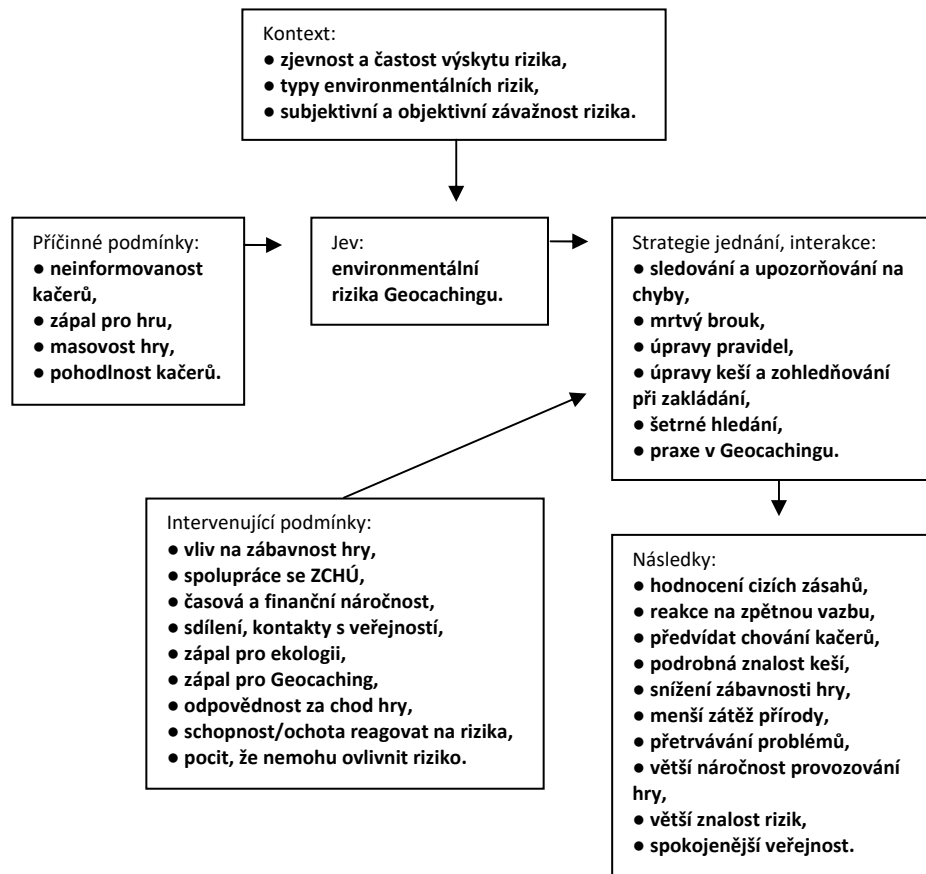 Kontext:
● zjevnost a častost výskytu rizika,
● typy environmentálních rizik,
● subjektivní a objektivní závažnost rizika.
Příčinné podmínky:
● neinformovanost
kačerů,
● zápal pro hru,
● masovost hry,
● pohodlnost kačerů.
Jev:
environmentální
rizika Geocachingu.
Strategie jednání, interakce:
● sledování a upozorňování na
chyby,
● mrtvý brouk,
● úpravy pravidel,
● úpravy keší a zohledňování
při zakládání,
● šetrné hledání,
● praxe v Geocachingu.
Intervenující podmínky:
● vliv na zábavnost hry,
● spolupráce se ZCHÚ,
● časová a finanční náročnost,
● sdílení, kontakty s veřejností,
● zápal pro ekologii,
● zápal pro Geocaching,
● odpovědnost za chod hry,
● schopnost/ochota reagovat na rizika,
● pocit, že nemohu ovlivnit riziko.
Následky:
● hodnocení cizích zásahů,
● reakce na zpětnou vazbu,
● předvídat chování kačerů,
● podrobná znalost keší,
● snížení zábavnosti hry,
● menší zátěž přírody,
● přetrvávání problémů,
● větší náročnost provozování
hry,
● větší znalost rizik,
● spokojenější veřejnost.